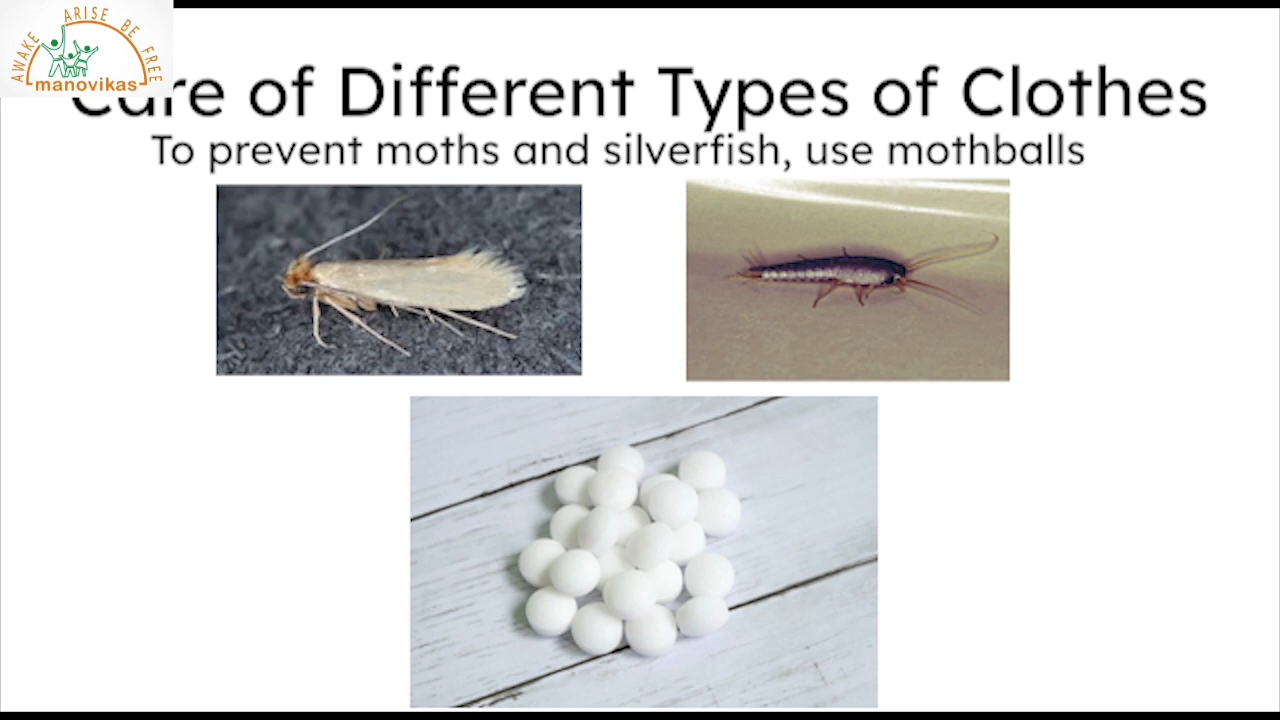 AWAKE ARISE BE FREE
manovikas
Care of Different Types of Clothes
To prevent moths and silverfish, use mothballs